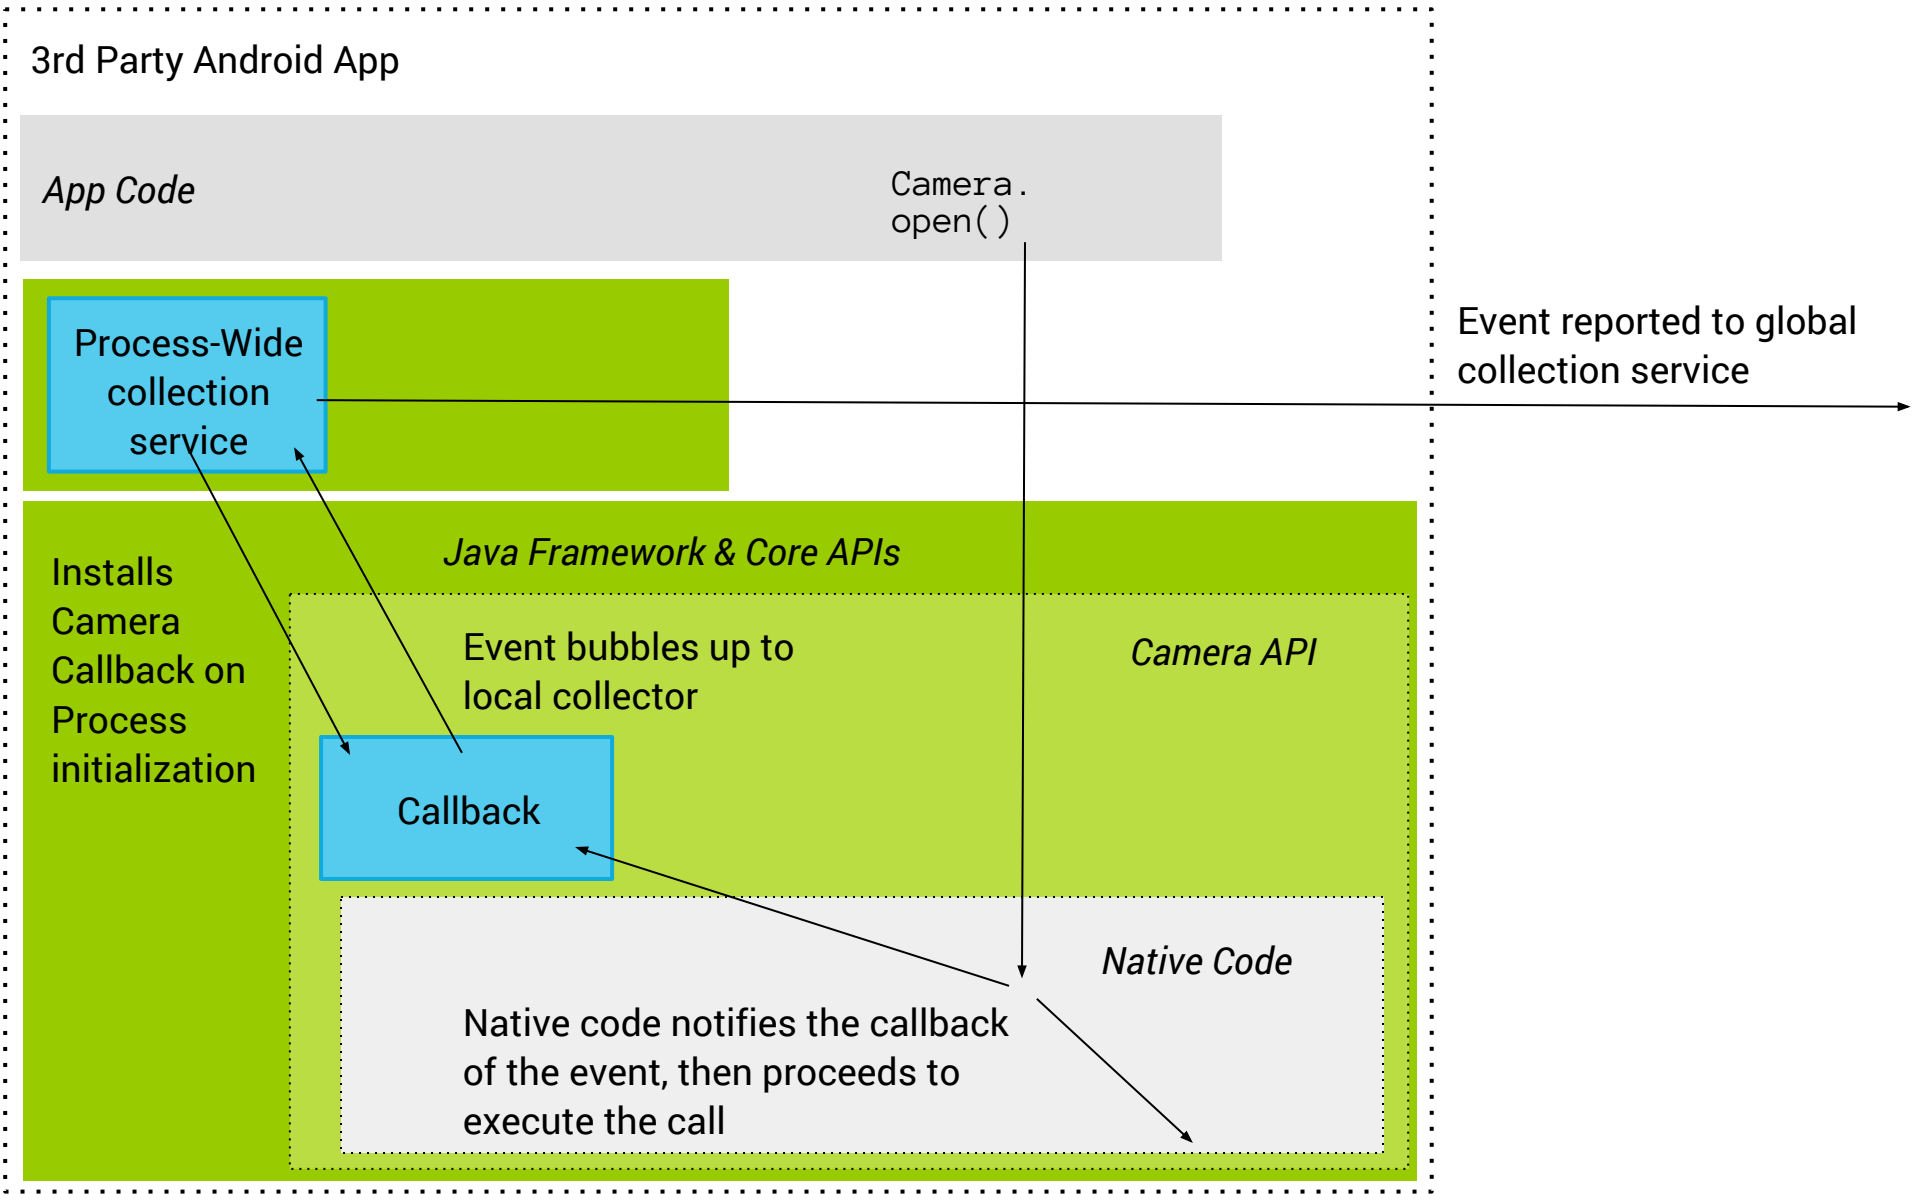 3rd Party Android App
App Code
Camera.
open()
Process-Wide
collection
service
Event reported to global
collection service
Java Framework & Core APIs
Installs
Camera
Callback on
Process
initialization
Event bubbles up to
local collector
Camera API
Callback
Native Code
Native code notifies the callback
of the event, then proceeds to
execute the call